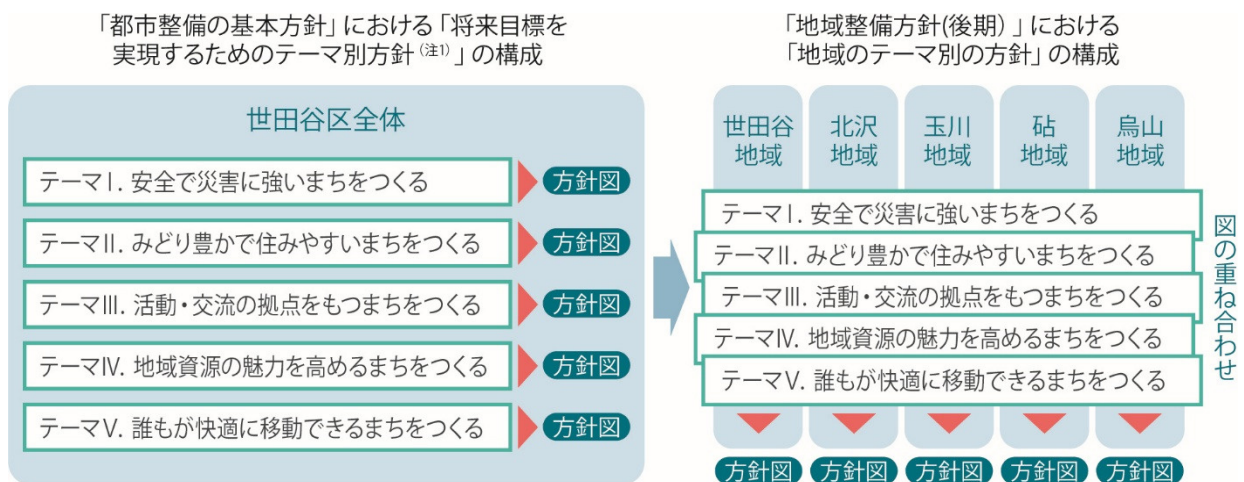 「都市整備の基本方針」における「将来目標を
実現するためのテーマ別方針(注1)」の構成
世田谷区全体
テーマⅠ. 安全で災害に強いまちをつくる
方針図
テーマⅡ. みどり豊かで住みやすいまちをつくる
方針図
テーマⅢ. 活動・交流の拠点をもつまちをつくる
方針図
テーマⅣ. 地域資源の魅力を高めるまちをつくる
方針図
テーマⅤ. 誰もが快適に移動できるまちをつくる
方針図
「地域整備方針(後期)」における
「地域のテーマ別の方針」の構成
世田谷
地域
北沢
地域
玉川
地域
砧
地域
烏山
地域
テーマⅠ. 安全で災害に強いまちをつくる
テーマⅡ. みどり豊かで住みやすいまちをつくる
テーマⅢ. 活動・交流の拠点をもつまちをつくる
テーマⅣ. 地域資源の魅力を高めるまちをつくる
テーマⅤ. 誰もが快適に移動できるまちをつくる
図の重ね合わせ
方針図
方針図
方針図
方針図
方針図